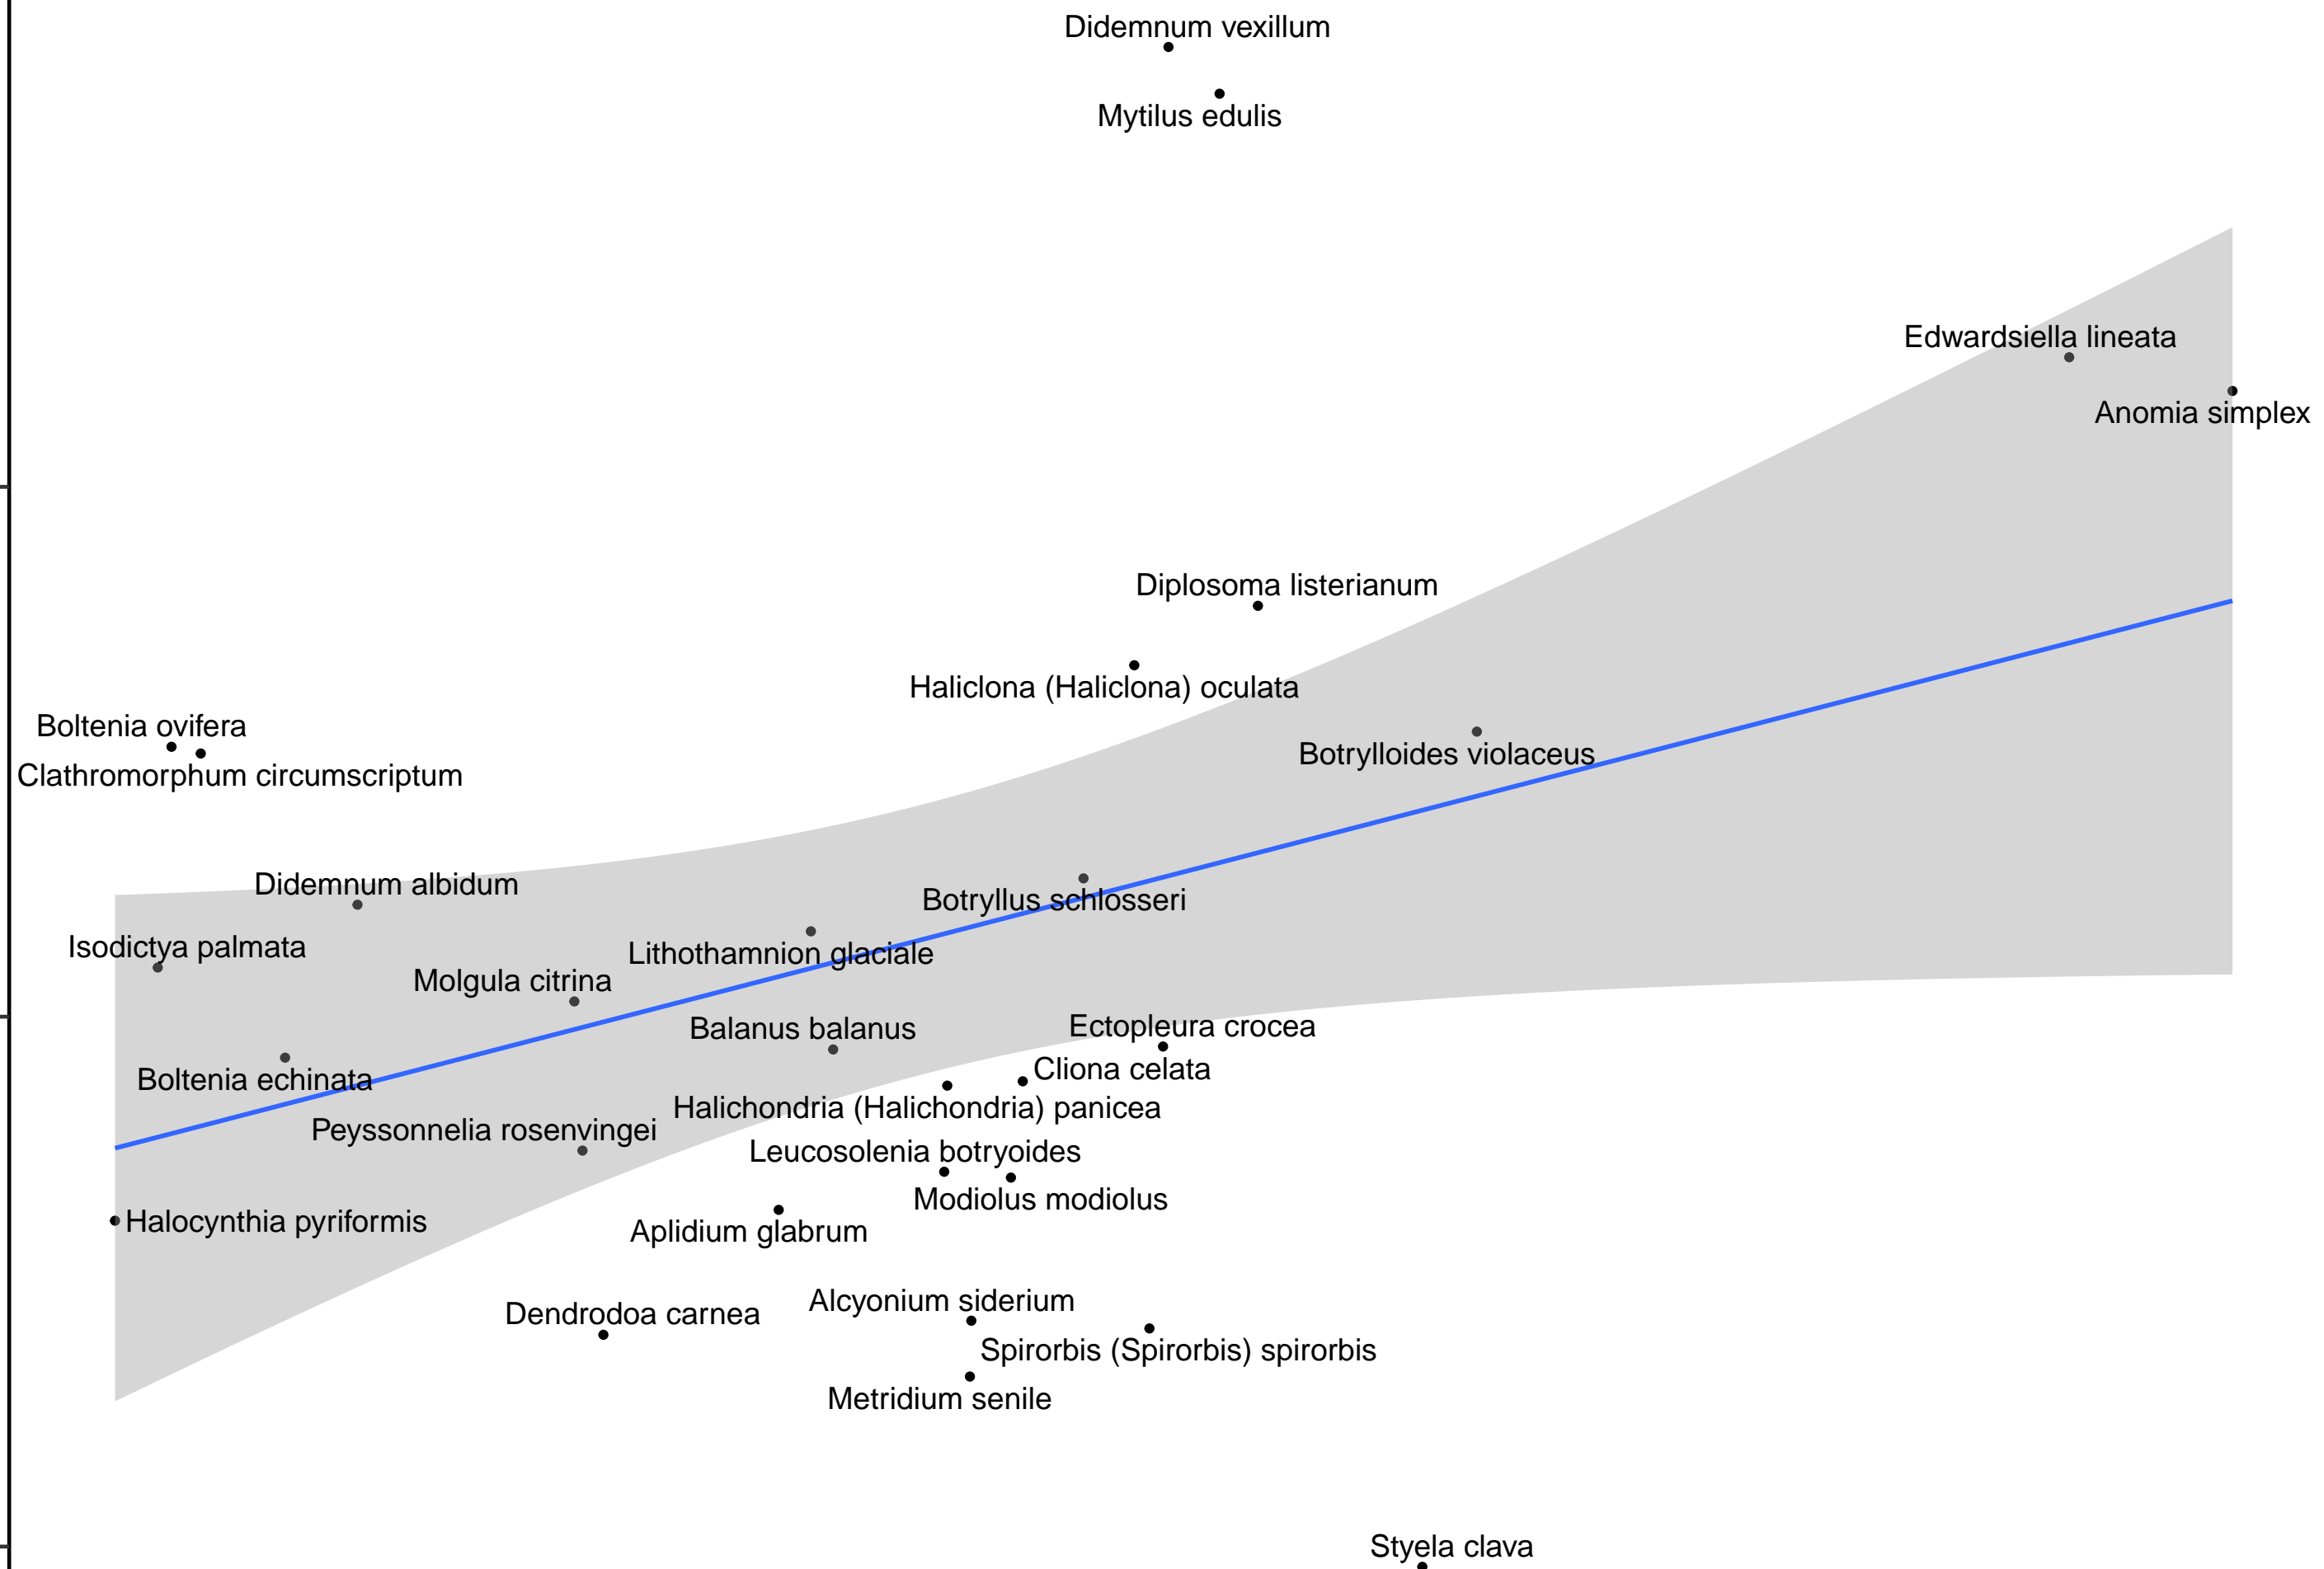 Didemnum vexillum
Mytilus edulis
Edwardsiella lineata
Anomia simplex
Diplosoma listerianum
Haliclona (Haliclona) oculata
Boltenia ovifera
Botrylloides violaceus
Clathromorphum circumscriptum
Didemnum albidum
Botryllus schlosseri
Isodictya palmata
Lithothamnion glaciale
Molgula citrina
Ectopleura crocea
Balanus balanus
Cliona celata
Boltenia echinata
Halichondria (Halichondria) panicea
Peyssonnelia rosenvingei
Leucosolenia botryoides
Modiolus modiolus
Halocynthia pyriformis
Aplidium glabrum
Alcyonium siderium
Dendrodoa carnea
Spirorbis (Spirorbis) spirorbis
Metridium senile
Styela clava